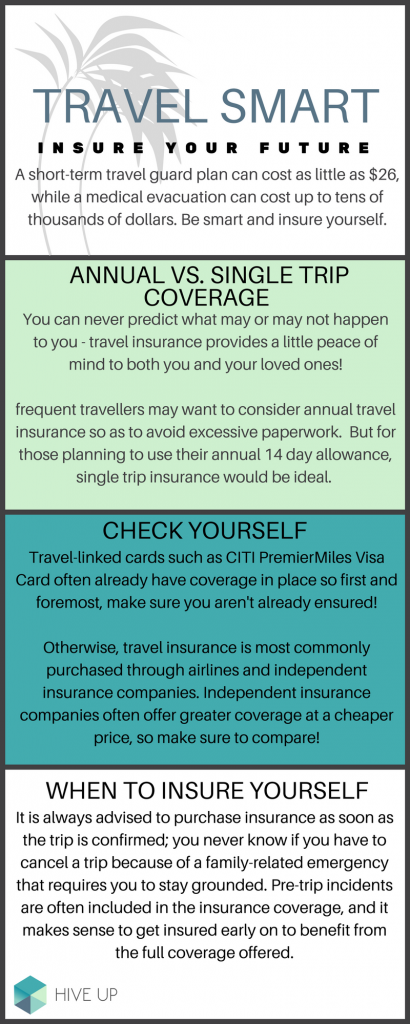 TRAVEL SMART
INSURE YOUR FUTURE
A short-term travel guard plan can cost as little as $26,
while a medical evacuation can cost up to tens of
thousands of dollars. Be smart and insure yourself.
ANNUAL VS. SINGLE TRIP
COVERAGE
You can never predict what may or may not happen
to you - travel insurance provides a little peace of
mind to both you and your loved ones!
frequent travellers may want to consider annual travel
insurance so as to avoid excessive paperwork. But for
those planning to use their annual 14 day allowance,
single trip insurance would be ideal.
CHECK YOURSELF
Travel-linked cards such as CITI PremierMiles Visa
Card often already have coverage in place so first and
foremost, make sure you aren't already ensured!
Otherwise, travel insurance is most commonly
purchased through airlines and independent
insurance companies. Independent insurance
companies often offer greater coverage at a cheaper
price, so make sure to compare!
WHEN TO INSURE YOURSELF
It is always advised to purchase insurance as soon as
the trip is confirmed; you never know if you have to
cancel a trip because of a family-related emergency
that requires you to stay grounded. Pre-trip incidents
are often included in the insurance coverage, and it
makes sense to get insured early on to benefit from
the full coverage offered.
HIVE UP